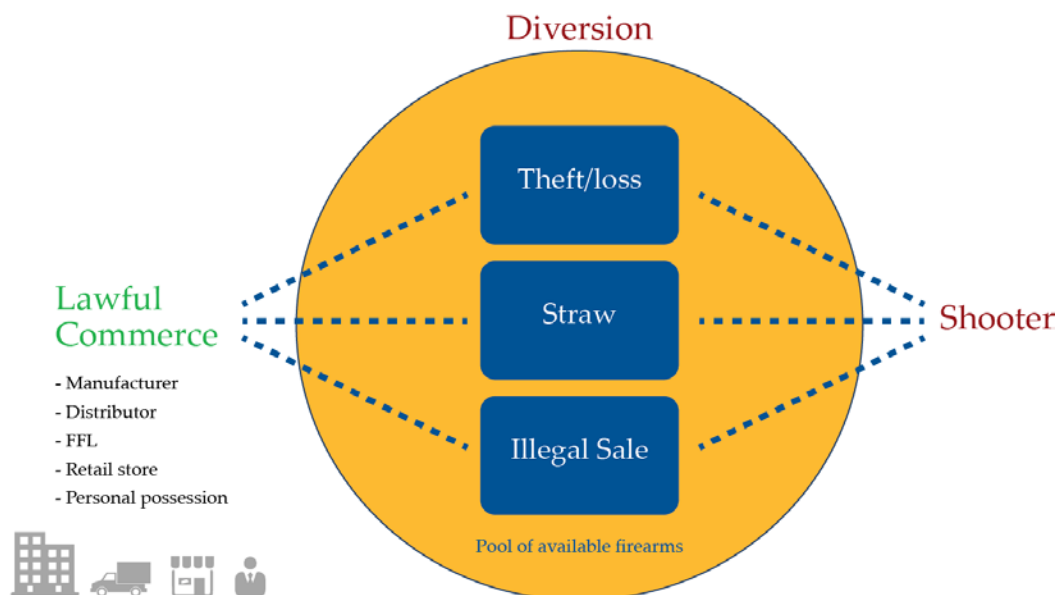 Diversion
Theft/loss
Straw
Illegal Sale
Pool of available firearms
Lawful
Commerce
- Manufacturer
- Distributor
- FFL
- Retail store
- Personal possession
Shooter